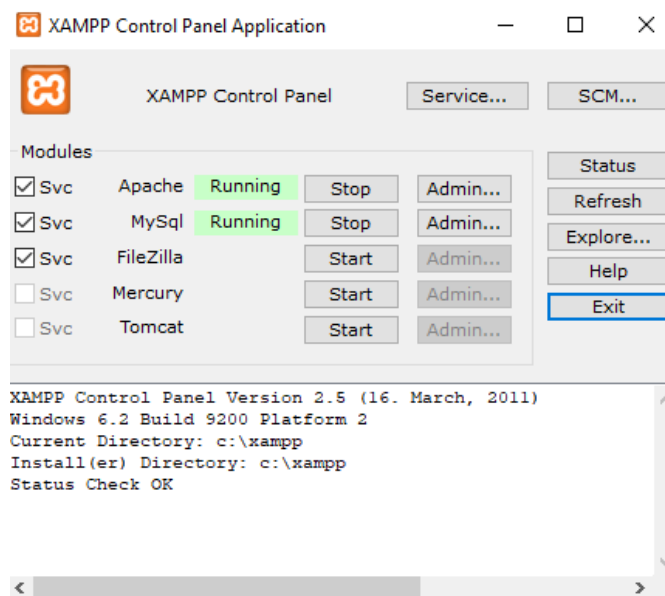 XAMPP Control Panel Application
XAMPP Control Panel Service... SCM...
Modules
Svc Apache Running Stop Admin...
Svc MySql Running Stop Admin...
Svc FileZilla Start Admin...
Svc Mercury Start Admin...
Svc Tomcat Start Admin...
Status
Refresh
Explore...
Help
Exit
XAMPP Control Panel Version 2.5 (16. March, 2011)
Windows 6.2 Build 9200 Platform 2
Current Directory: c:\xampp
Install(er) Directory: c:\xampp
Status Check OK